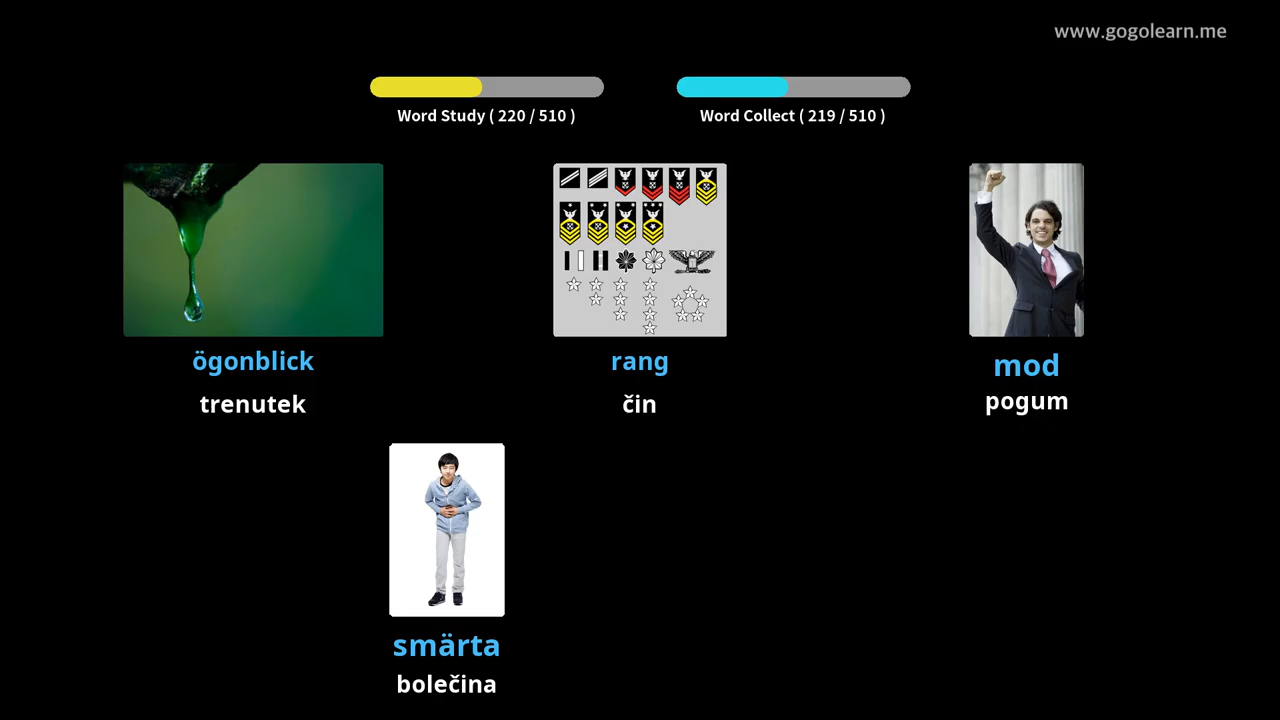 www.gogolearn.me
Word Study ( 220 / 510 )
Word Collect ( 219 / 510 )
ögonblick
trenutek
rang
čin
mod
pogum
smärta
bolečina